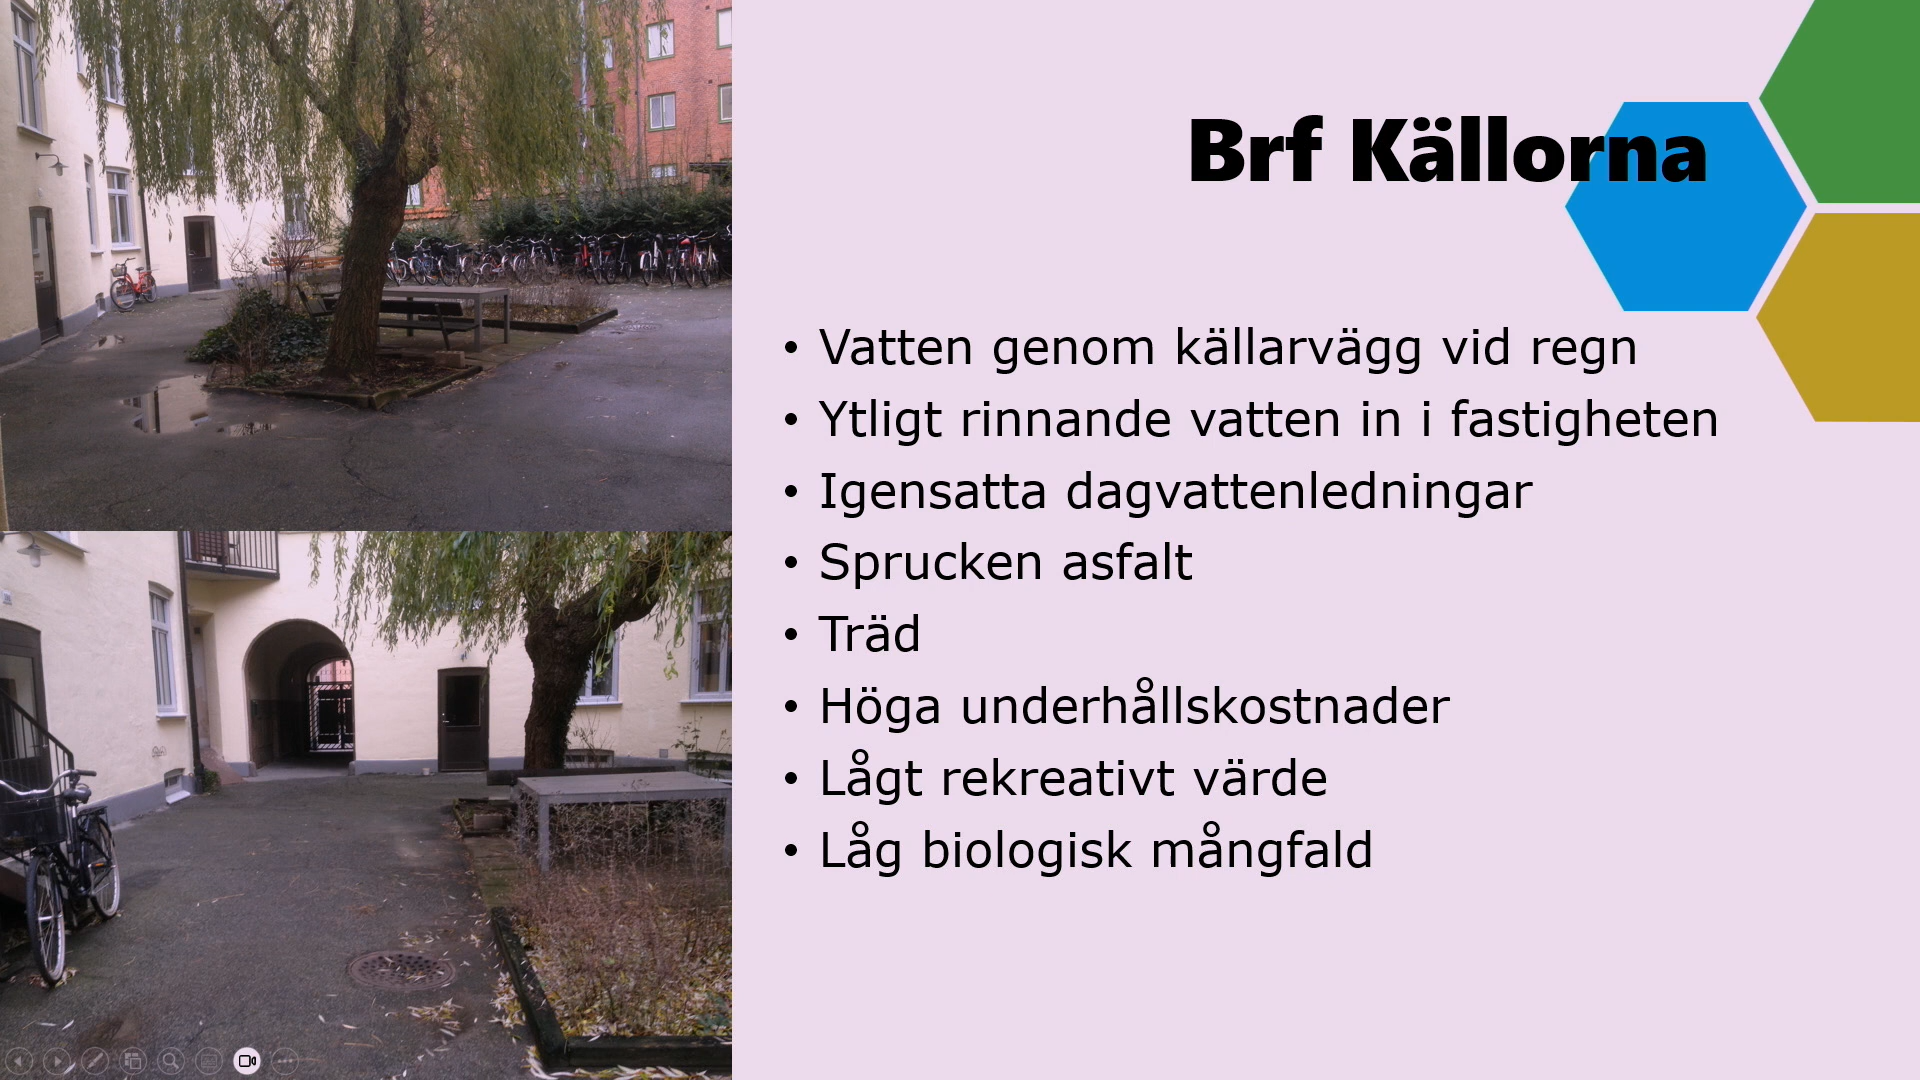 Brf Källorna
• Vatten genom källarvägg vid regn
• Ytligt rinnande vatten in i fastigheten
• Igensatta dagvattenledningar
• Sprucken asfalt
• Träd
• Höga underhållskostnader
• Lågt rekreativt värde
• Låg biologisk mångfald